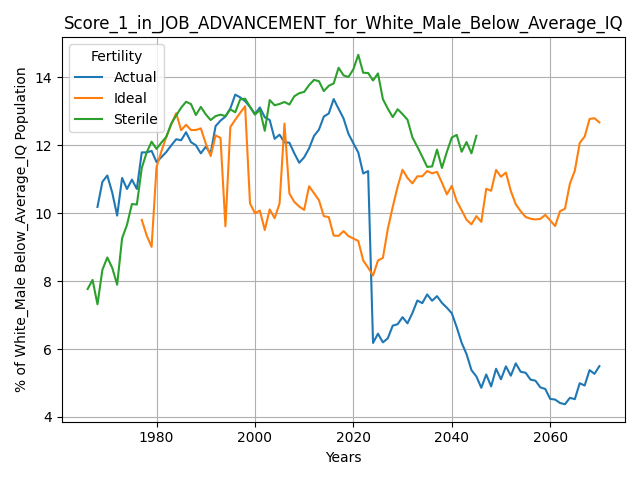 Score_1_in_JOB_ADVANCEMENT_for_White_Male_Below_Average_IQ
Fertility
Actual
Ideal
Sterile
% of White_Male Below_Average_IQ Population
14
12
10
8
6
4
1980
2000
2020
2040
2060
Years